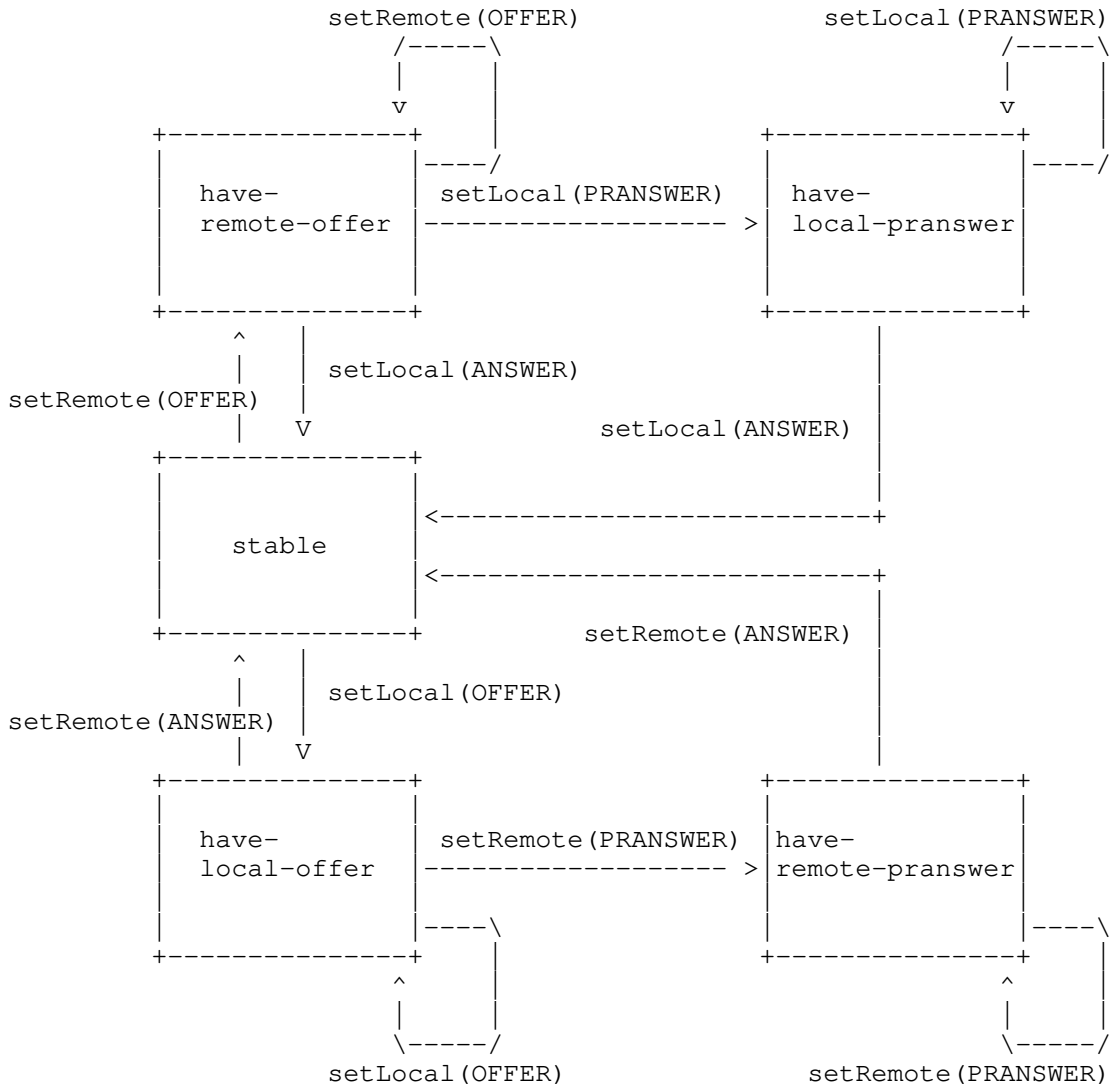 setRemote(OFFER) setLocal(PRANSWER)
have- setLocal(PRANSWER) have-
remote-offer local-pranswer
setLocal(ANSWER)
setRemote(OFFER)
setLocal(ANSWER)
stable
setRemote(ANSWER)
setLocal(OFFER)
setRemote(ANSWER)
have- setRemote(PRANSWER) have-
local-offer remote-pranswer
setLocal(OFFER) setRemote(PRANSWER)